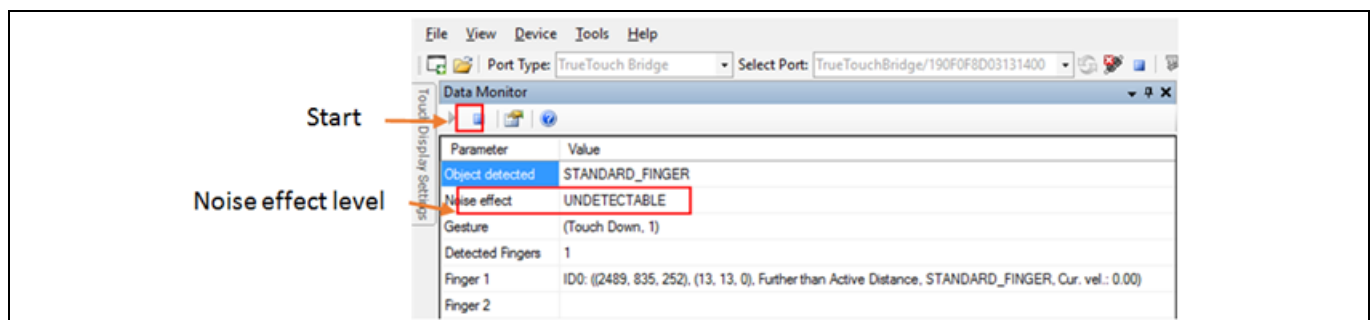 File View Device Tools Help
Port Type: TrueTouch Bridge Select Port: TrueTouchBridge/190F0F8D03131400
Touch Display Settings
Data Monitor
Start
Parameter Value
Object detected STANDARD_FINGER
Noise effect level
Noise effect UNDETECTABLE
Gesture (Touch Down, 1)
Detected Fingers 1
Finger 1 ID0: ((2489, 835, 252), (13, 13, 0), Further than Active Distance, STANDARD_FINGER, Cur. vel.: 0.00)
Finger 2